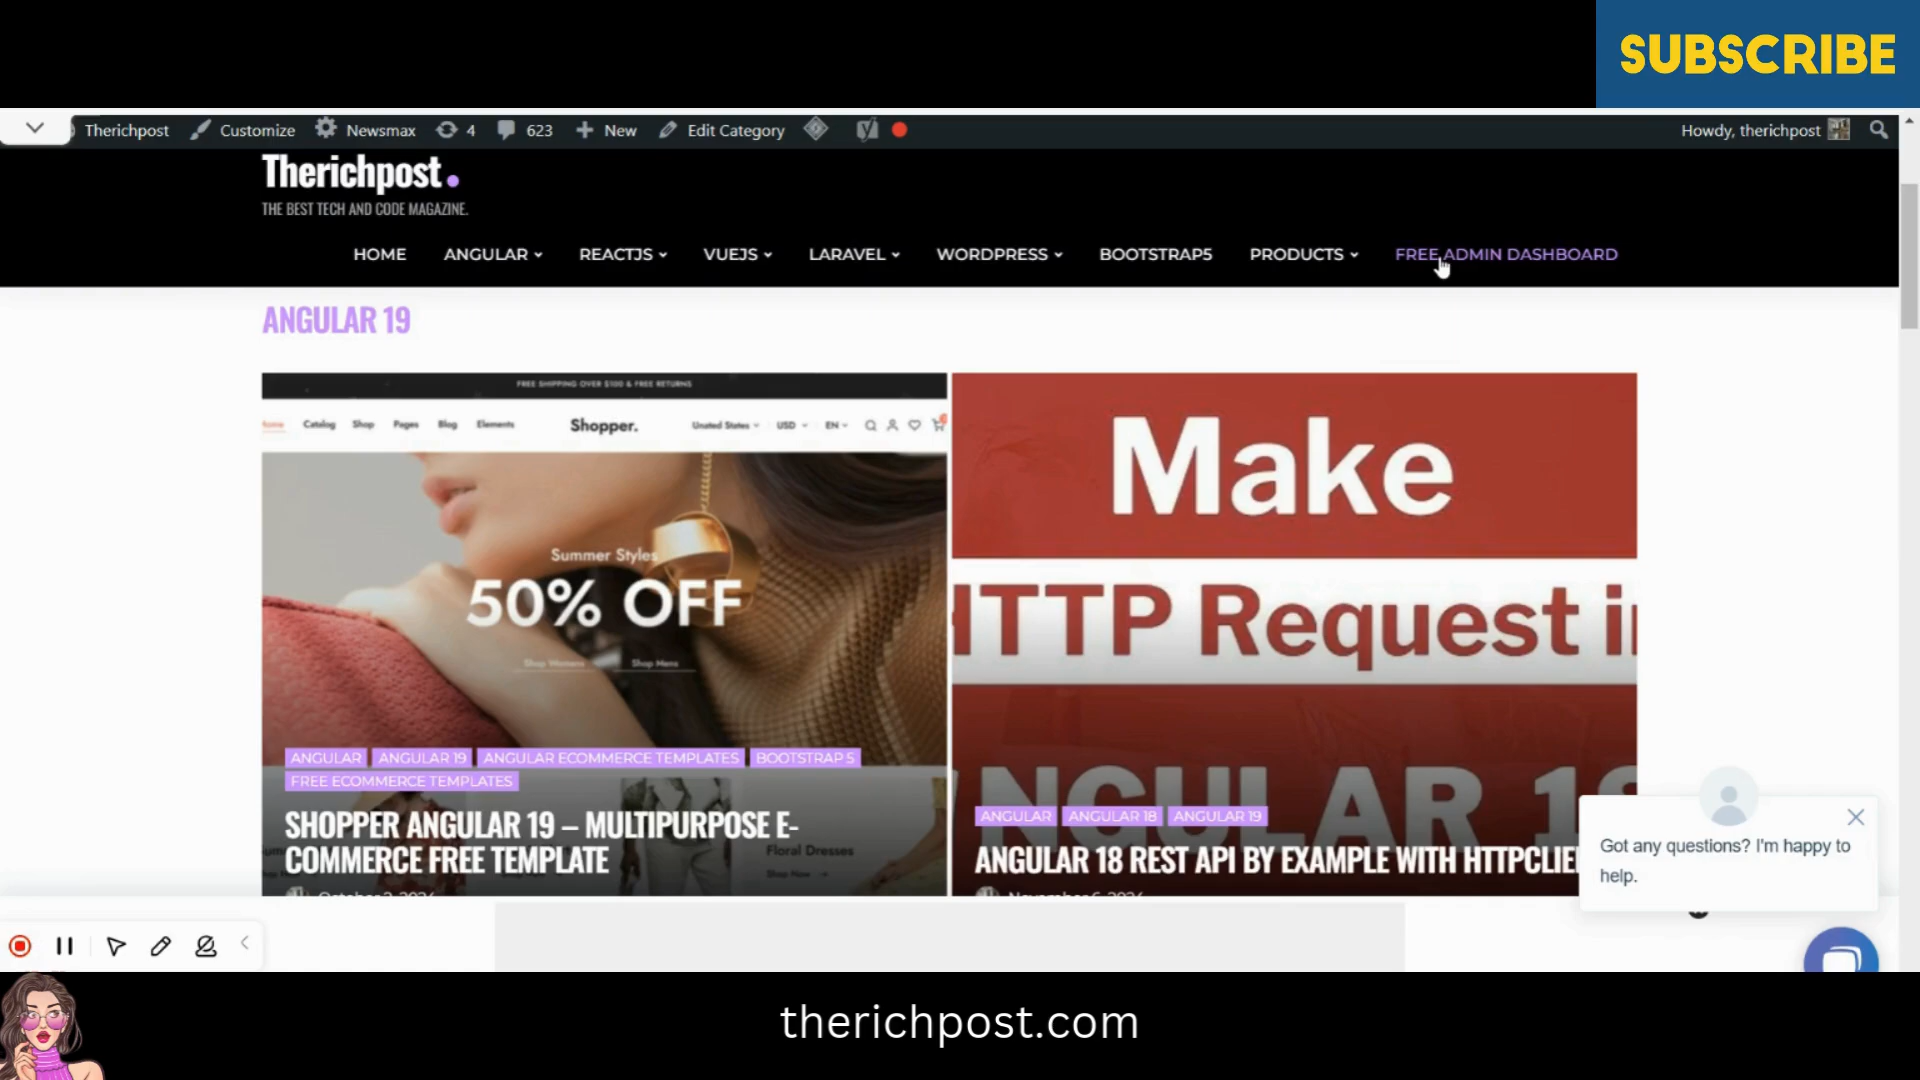 SUBSCRIBE
Therichpost Customize Newsmax 4 623 New Edit Category Howdy, therichpost
Therichpost.
THE BEST TECH AND CODE MAGAZINE.
HOME ANGULAR REACTJS VUEJS LARAVEL WORDPRESS BOOTSTRAP5 PRODUCTS FREE ADMIN DASHBOARD
ANGULAR 19
FREE SHIPPING OVER $100 & FREE RETURNS
Home Catalog Shop Pages Blog Elements Shopper. United States USD EN
Summer Styles
50% OFF
Shop Womens Shop Mens
ANGULAR ANGULAR 19 ANGULAR ECOMMERCE TEMPLATES BOOTSTRAP 5
FREE ECOMMERCE TEMPLATES
SHOPPER ANGULAR 19 – MULTIPURPOSE E-
COMMERCE FREE TEMPLATE
Floral Dresses
Shop Now
October 2, 2024
Make
HTTP Request in
ANGULAR 18
ANGULAR ANGULAR 18 ANGULAR 19
ANGULAR 18 REST API BY EXAMPLE WITH HTTPCLIE
November 6, 2024
Got any questions? I'm happy to
help.
therichpost.com